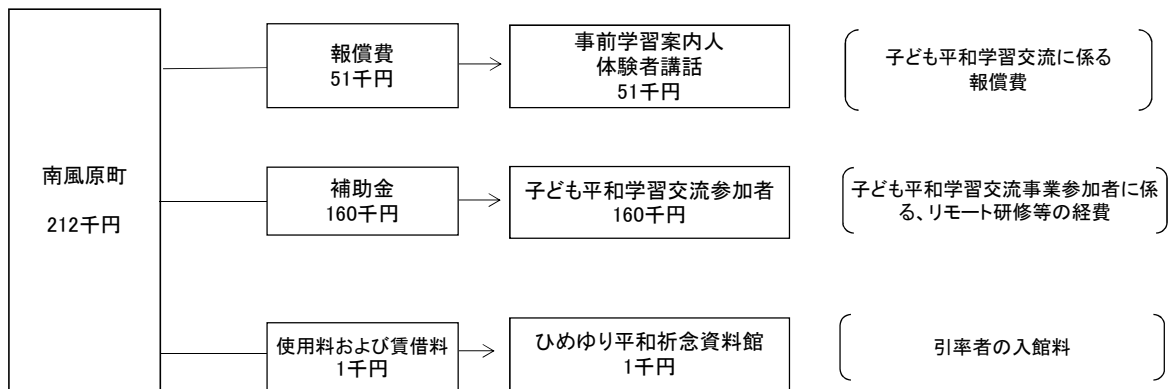 南風原町
212千円
報償費
51千円
事前学習案内人
体験者講話
51千円
子ども平和学習交流に係る
報償費
補助金
160千円
子ども平和学習交流参加者
160千円
子ども平和学習交流事業参加者に係
る、リモート研修等の経費
使用料および賃借料
1千円
ひめゆり平和祈念資料館
1千円
引率者の入館料